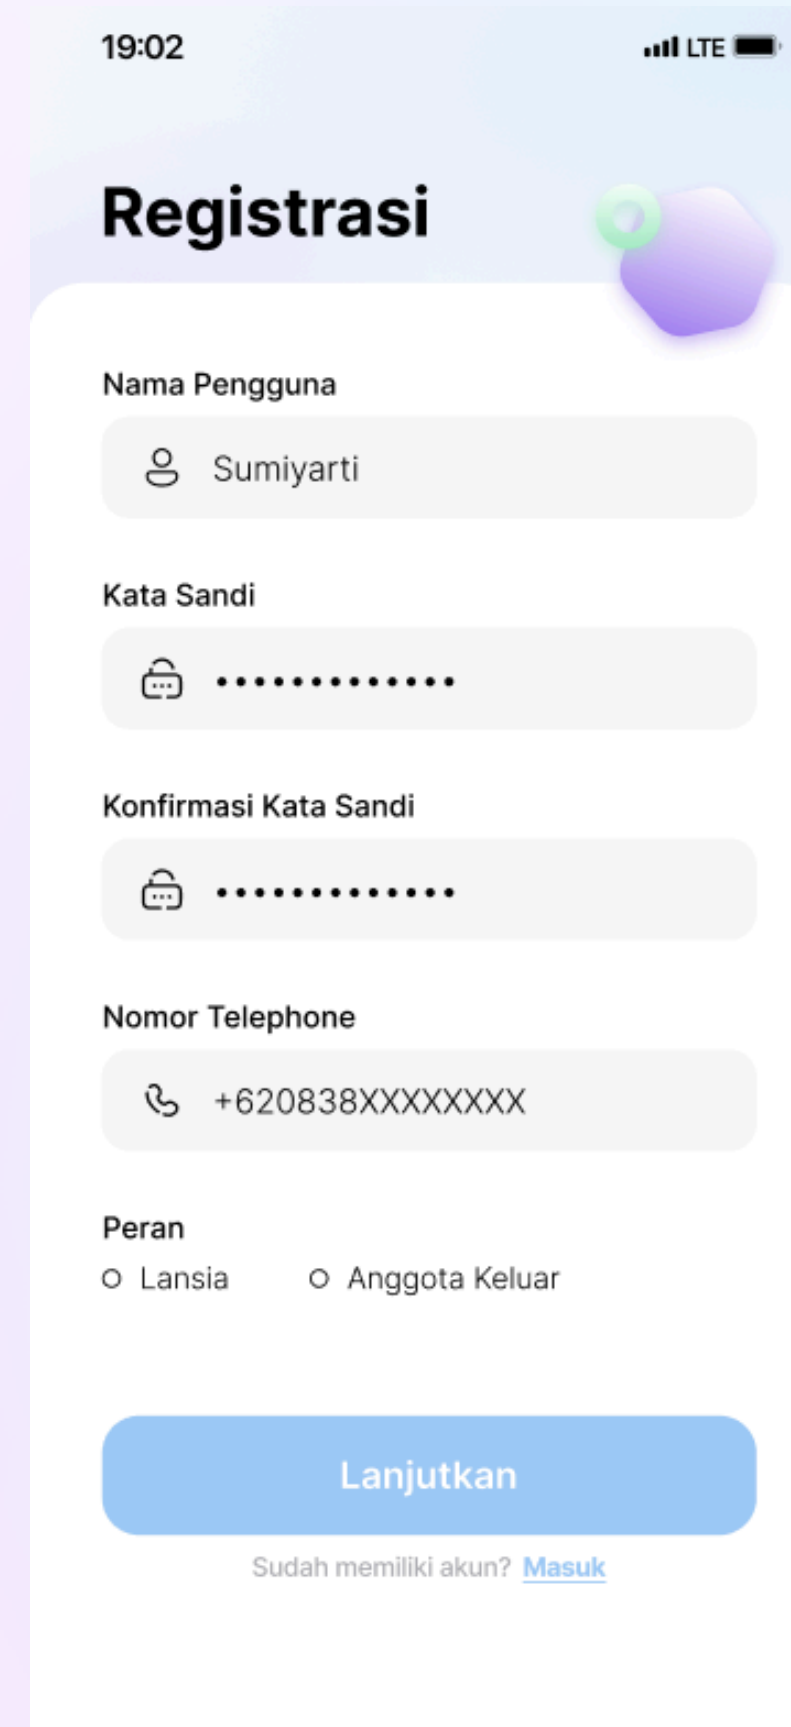 19:02 LTE
Registrasi
Nama Pengguna
Sumiyarti
Kata Sandi
•••••••••••••
Konfirmasi Kata Sandi
•••••••••••••
Nomor Telephone
+620838XXXXXXXX
Peran
Lansia Anggota Keluar
Lanjutkan
Sudah memiliki akun? Masuk